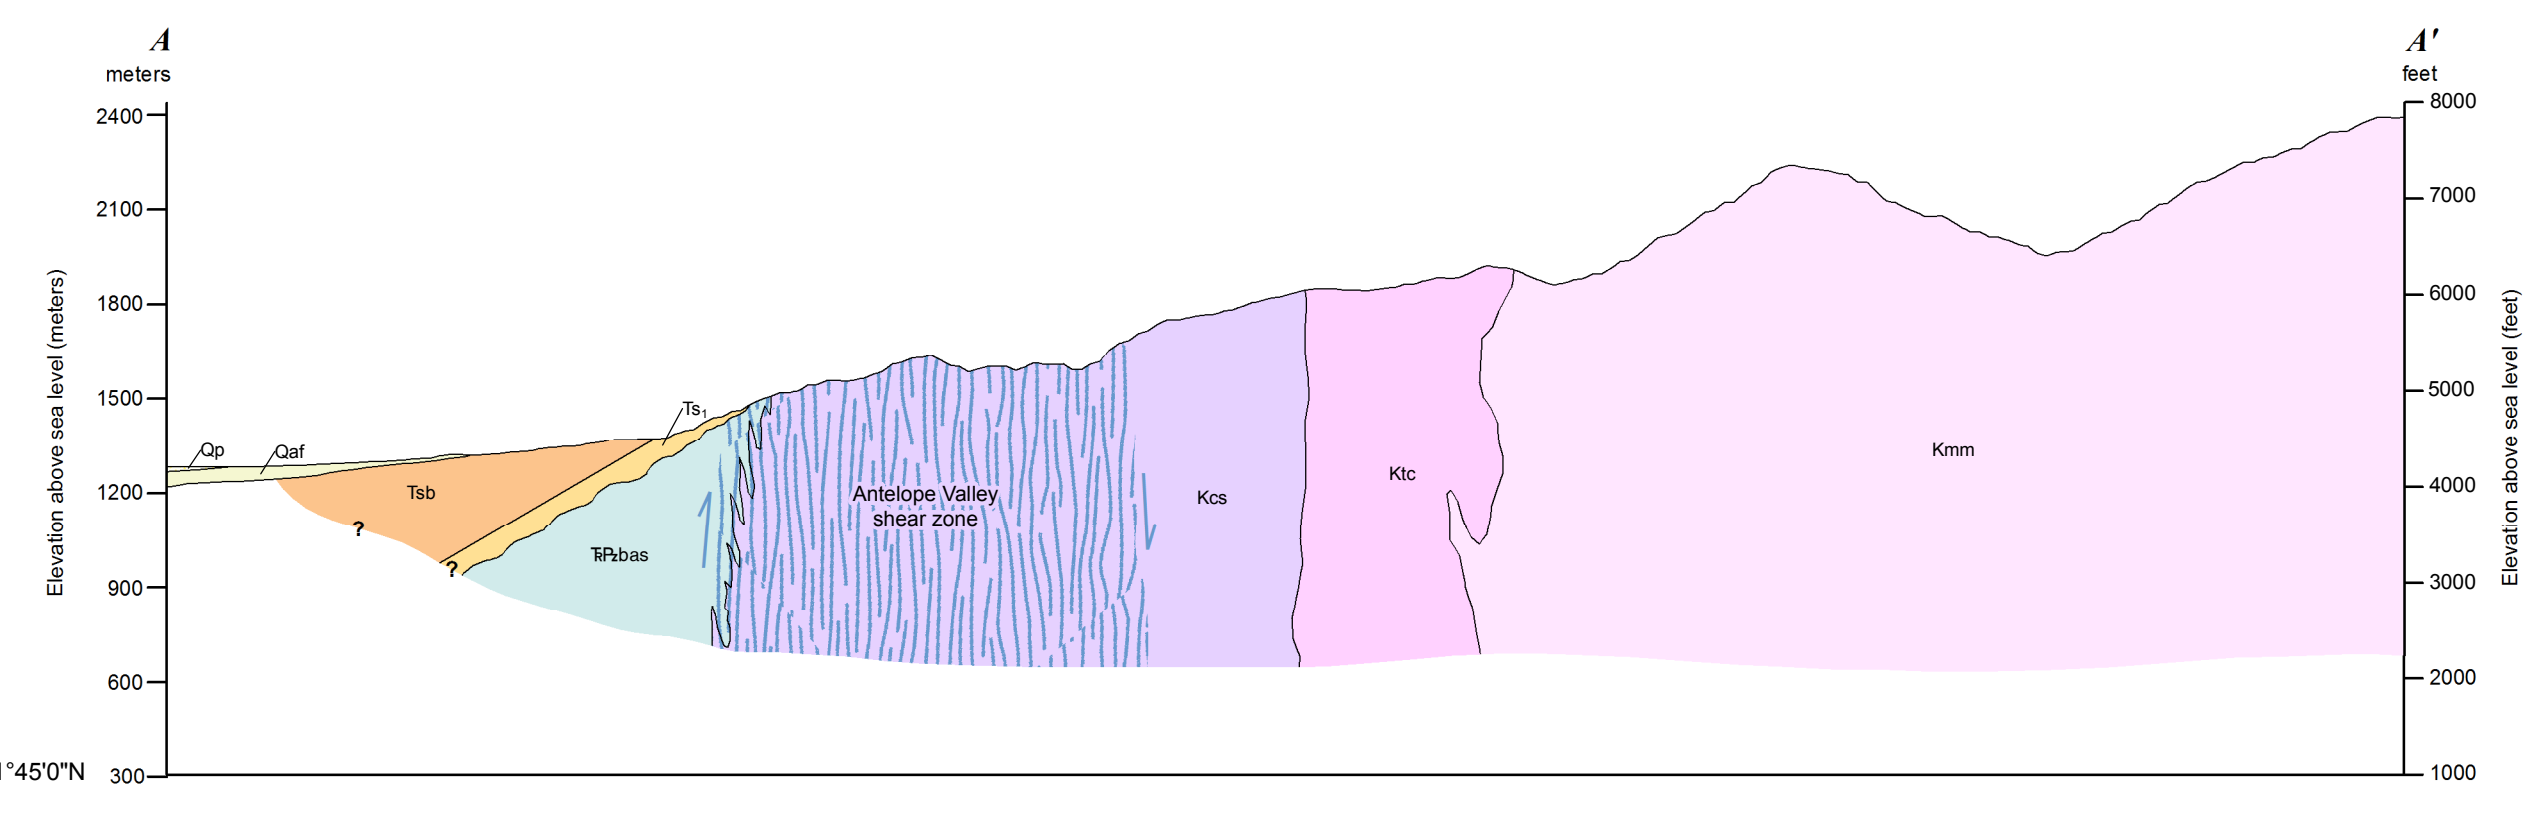 A
A′
meters
feet
2400
8000
2100
7000
1800
6000
1500
5000
1200
4000
900
3000
600
2000
300
1000
Elevation above sea level (meters)
Elevation above sea level (feet)
Qp
Qaf
Ts₁
Tsb
?
?
Antelope Valley
shear zone
Kcs
Ktc
Kmm
°45'0"N